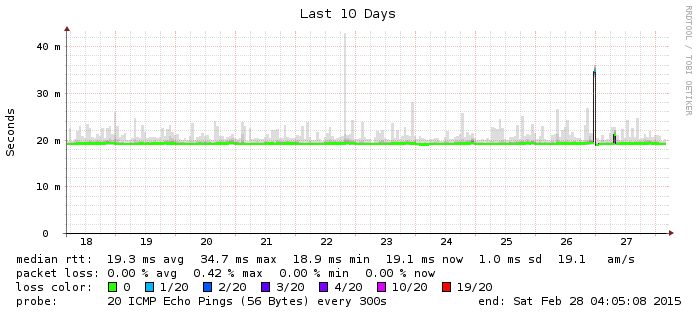 Last 10 Days
RRDTOOL / TOBI OETIKER
Seconds
40 m
30 m
20 m
10 m
0
18 19 20 21 22 23 24 25 26 27
median rtt: 19.3 ms avg 34.7 ms max 18.9 ms min 19.1 ms now 1.0 ms sd 19.1 am/s
packet loss: 0.00 % avg 0.42 % max 0.00 % min 0.00 % now
loss color: 0 1/20 2/20 3/20 4/20 10/20 19/20
probe: 20 ICMP Echo Pings (56 Bytes) every 300s end: Sat Feb 28 04:05:08 2015